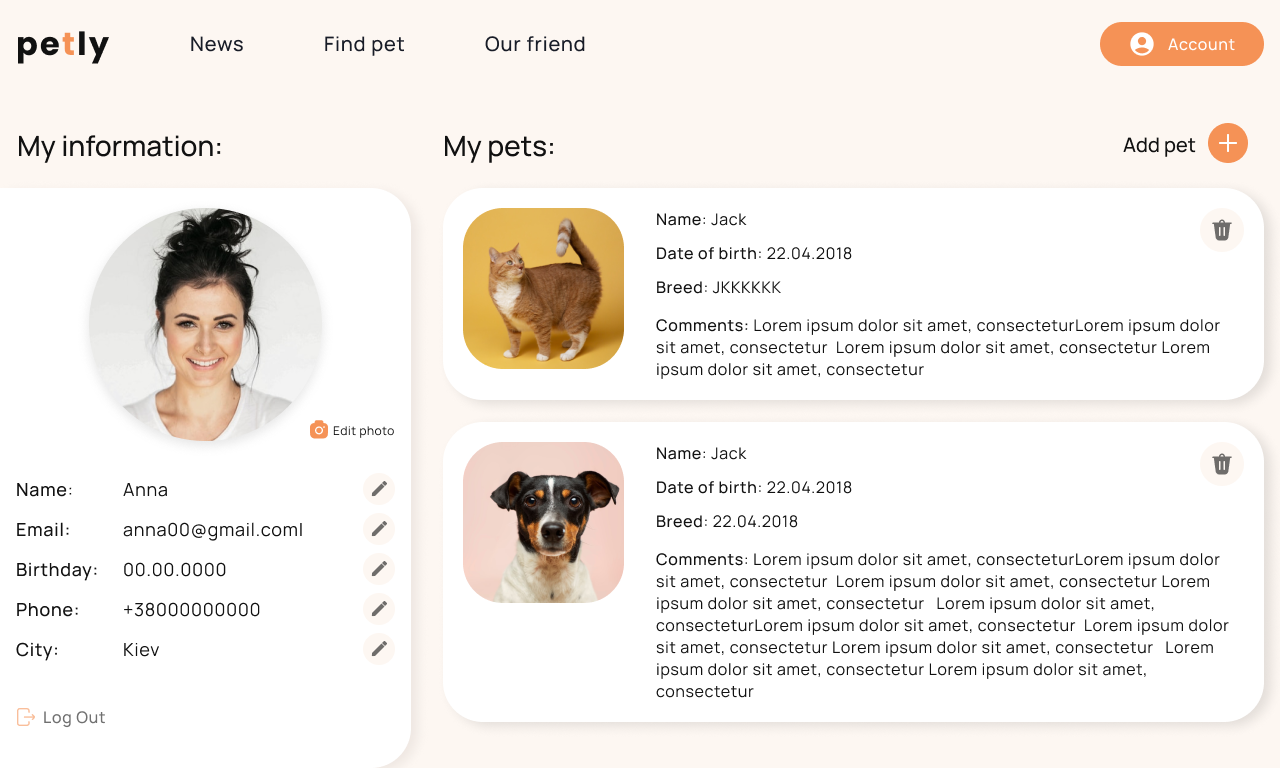 petly
News
Find pet
Our friend
Account
My information:
Edit photo
Name: Anna
Email: anna00@gmail.coml
Birthday: 00.00.0000
Phone: +38000000000
City: Kiev
Log Out
My pets:
Add pet
Name: Jack
Date of birth: 22.04.2018
Breed: JKKKKKK
Comments: Lorem ipsum dolor sit amet, consecteturLorem ipsum dolor
sit amet, consectetur  Lorem ipsum dolor sit amet, consectetur Lorem
ipsum dolor sit amet, consectetur
Name: Jack
Date of birth: 22.04.2018
Breed: 22.04.2018
Comments: Lorem ipsum dolor sit amet, consecteturLorem ipsum dolor
sit amet, consectetur  Lorem ipsum dolor sit amet, consectetur Lorem
ipsum dolor sit amet, consectetur   Lorem ipsum dolor sit amet,
consecteturLorem ipsum dolor sit amet, consectetur  Lorem ipsum dolor
sit amet, consectetur Lorem ipsum dolor sit amet, consectetur   Lorem
ipsum dolor sit amet, consectetur Lorem ipsum dolor sit amet,
consectetur